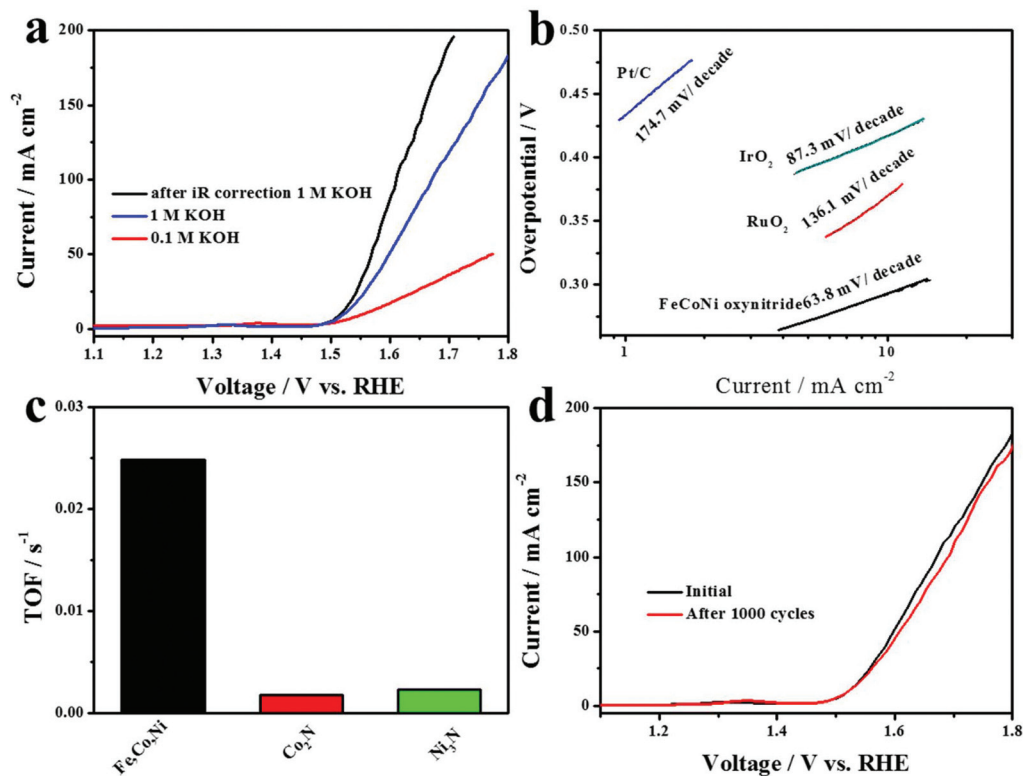 a
200
150
100
50
0
Current / mA cm⁻²
after iR correction 1 M KOH
1 M KOH
0.1 M KOH
1.1 1.2 1.3 1.4 1.5 1.6 1.7 1.8
Voltage / V vs. RHE
b
0.50
0.45
0.40
0.35
0.30
Overpotential / V
Pt/C
174.7 mV/ decade
IrO₂ 87.3 mV/ decade
RuO₂ 136.1 mV/ decade
FeCoNi oxynitride 63.8 mV/ decade
1 10
Current / mA cm⁻²
c
0.03
0.02
0.01
0.00
TOF / s⁻¹
Fe,Co,Ni
Co₂N
Ni₃N
d
200
150
100
50
0
Current / mA cm⁻²
Initial
After 1000 cycles
1.2 1.4 1.6 1.8
Voltage / V vs. RHE